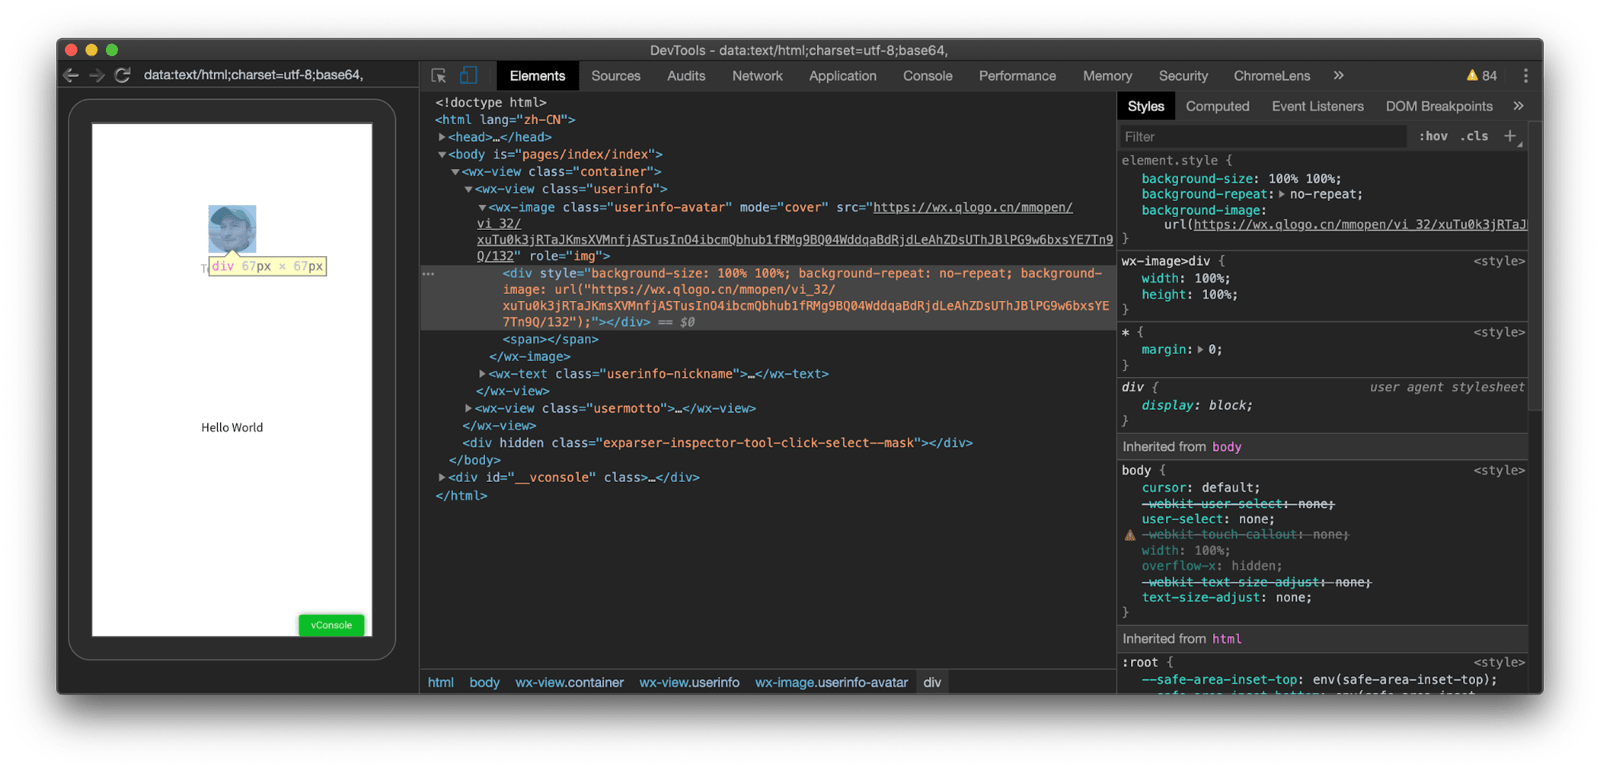 DevTools - data:text/html;charset=utf-8;base64,
data:text/html;charset=utf-8;base64,
div 67px × 67px
Hello World
vConsole
Elements Sources Audits Network Application Console Performance Memory Security ChromeLens » 84
<!doctype html>
<html lang="zh-CN">
<head>…</head>
<body is="pages/index/index">
<wx-view class="container">
<wx-view class="userinfo">
<wx-image class="userinfo-avatar" mode="cover" src="https://wx.qlogo.cn/mmopen/
vi_32/
xuTu0k3jRTaJKmsXVMnfjASTusInO4ibcmQbhub1fRMg9BQ04WddqaBdRjdLeAhZDsUThJBlPG9w6bxsYE7Tn9
Q/132" role="img">
<div style="background-size: 100% 100%; background-repeat: no-repeat; background-
image: url("https://wx.qlogo.cn/mmopen/vi_32/
xuTu0k3jRTaJKmsXVMnfjASTusInO4ibcmQbhub1fRMg9BQ04WddqaBdRjdLeAhZDsUThJBlPG9w6bxsYE
7Tn9Q/132");"></div> == $0
<span></span>
</wx-image>
<wx-text class="userinfo-nickname">…</wx-text>
</wx-view>
<wx-view class="usermotto">…</wx-view>
</wx-view>
<div hidden class="exparser-inspector-tool-click-select--mask"></div>
</body>
<div id="__vconsole" class>…</div>
</html>
html body wx-view.container wx-view.userinfo wx-image.userinfo-avatar div
Styles Computed Event Listeners DOM Breakpoints »
Filter :hov .cls +
element.style {
background-size: 100% 100%;
background-repeat: no-repeat;
background-image:
url(https://wx.qlogo.cn/mmopen/vi_32/xuTu0k3jRTaJ
}
wx-image>div { <style>
width: 100%;
height: 100%;
}
* { <style>
margin: 0;
}
div { user agent stylesheet
display: block;
}
Inherited from body
body { <style>
cursor: default;
-webkit-user-select: none;
user-select: none;
-webkit-touch-callout: none;
width: 100%;
overflow-x: hidden;
-webkit-text-size-adjust: none;
text-size-adjust: none;
}
Inherited from html
:root { <style>
--safe-area-inset-top: env(safe-area-inset-top);